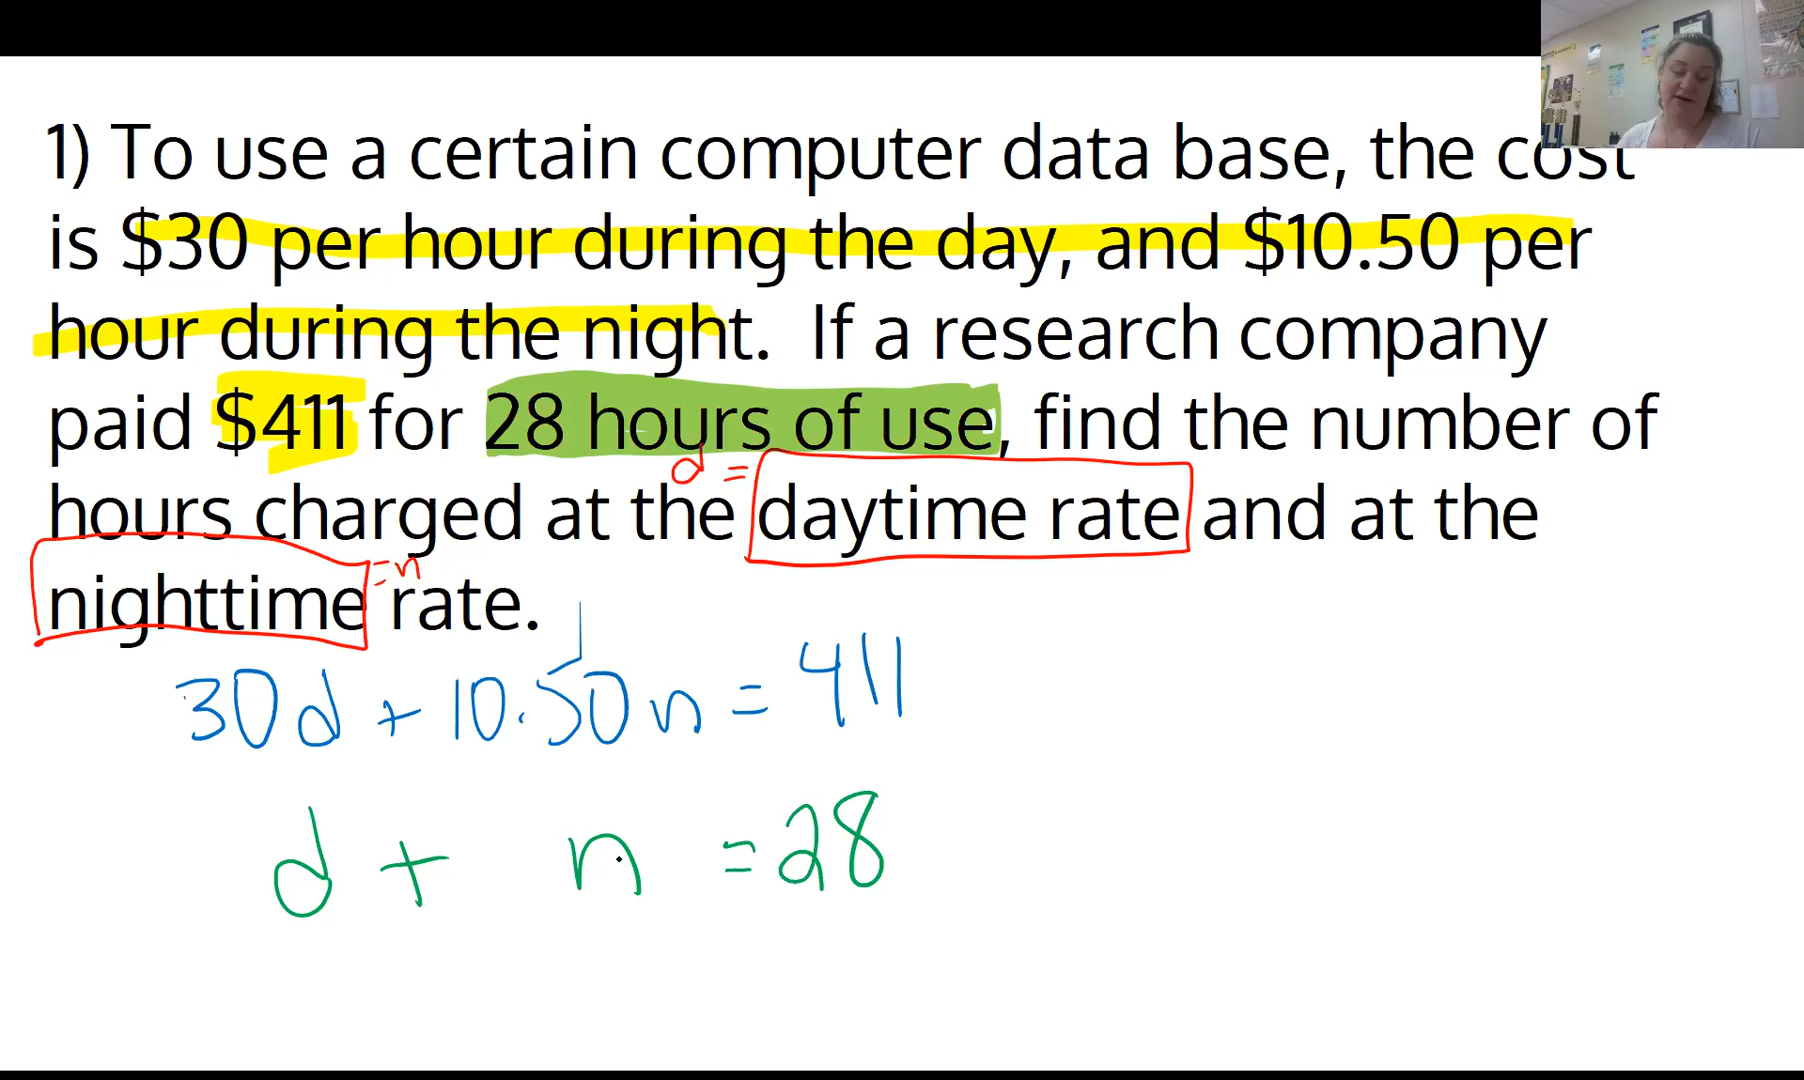 1) To use a certain computer data base, the cost
is $30 per hour during the day, and $10.50 per
hour during the night. If a research company
paid $411 for 28 hours of use, find the number of
d =
hours charged at the daytime rate and at the
= n
nighttime rate.
30d + 10.50n = 411
d + n = 28